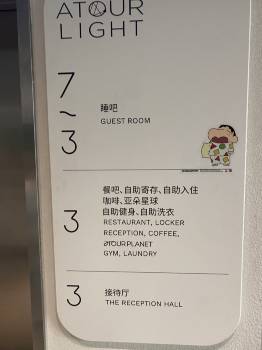 ATOUR
LIGHT
7
~
3
睡吧
GUEST ROOM
3
餐吧、自助寄存、自助入住
咖啡、亚朵星球
自助健身、自助洗衣
RESTAURANT, LOCKER
RECEPTION, COFFEE,
aTOURPLANET
GYM, LAUNDRY
3
接待厅
THE RECEPTION HALL